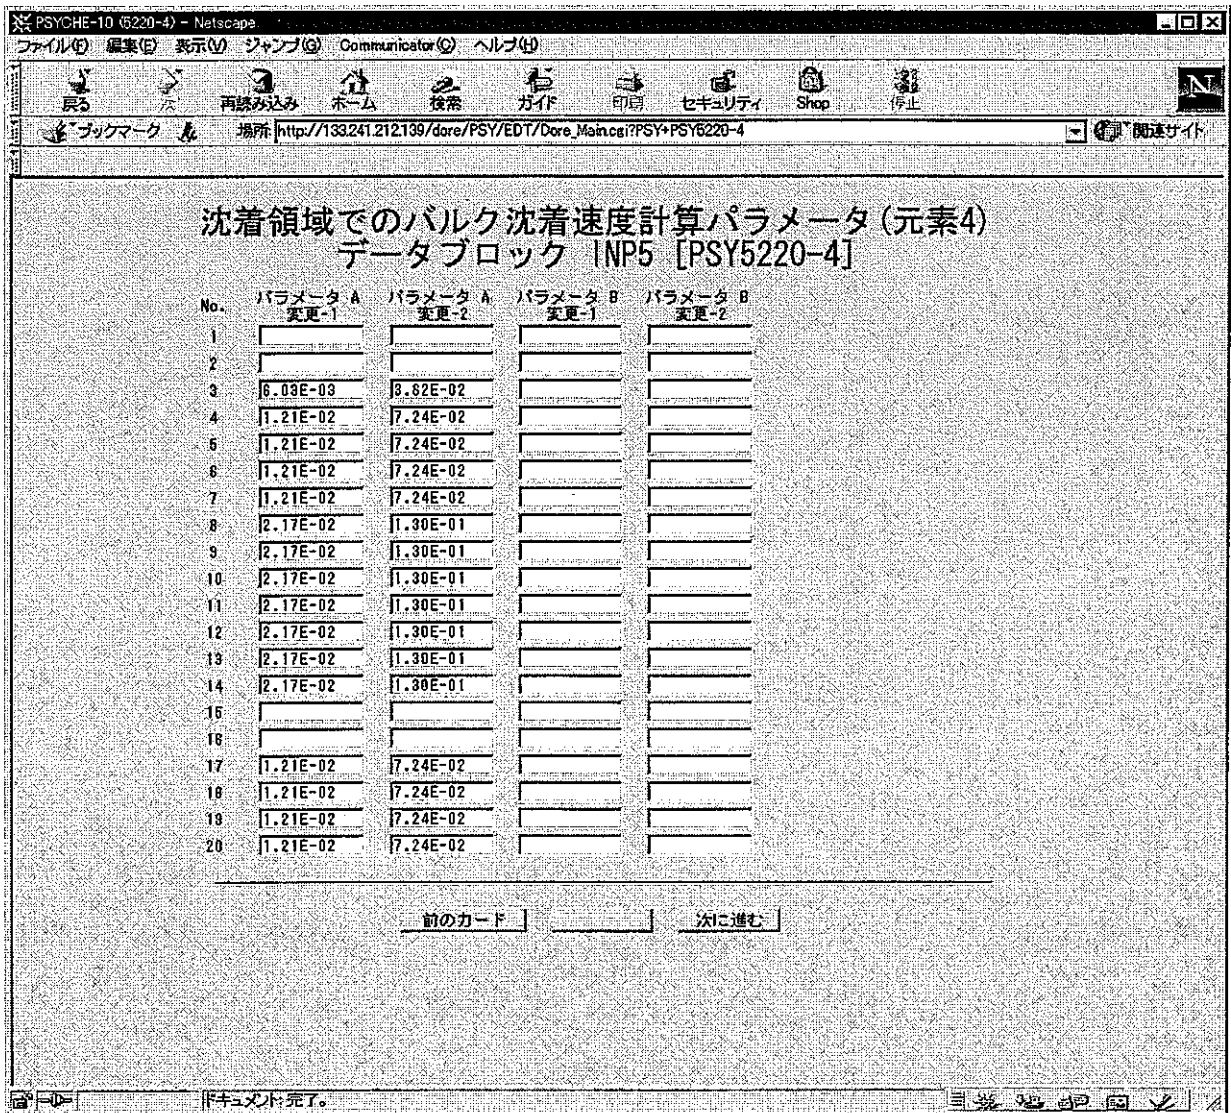 PSYCHE-10 (5220-4) - Netscape
ファイル(F) 編集(E) 表示(V) ジャンプ(G) Communicator(C) ヘルプ(H)
戻る 次 再読み込み ホーム 検索 ガイド 印刷 セキュリティ Shop 停止
ブックマーク 場所: http://133.241.212.139/dore/PSY/EDT/Dore_Main.cgi?PSY+PSY5220-4 関連サイト
沈着領域でのバルク沈着速度計算パラメータ(元素4)
データブロック INP5 [PSY5220-4]
No. パラメータ A 変更-1 パラメータ A 変更-2 パラメータ B 変更-1 パラメータ B 変更-2
1
2
3 6.03E-03 3.62E-02
4 1.21E-02 7.24E-02
5 1.21E-02 7.24E-02
6 1.21E-02 7.24E-02
7 1.21E-02 7.24E-02
8 2.17E-02 1.30E-01
9 2.17E-02 1.30E-01
10 2.17E-02 1.30E-01
11 2.17E-02 1.30E-01
12 2.17E-02 1.30E-01
13 2.17E-02 1.30E-01
14 2.17E-02 1.30E-01
15
16
17 1.21E-02 7.24E-02
18 1.21E-02 7.24E-02
19 1.21E-02 7.24E-02
20 1.21E-02 7.24E-02
前のカード 次に進む
ドキュメント: 完了。